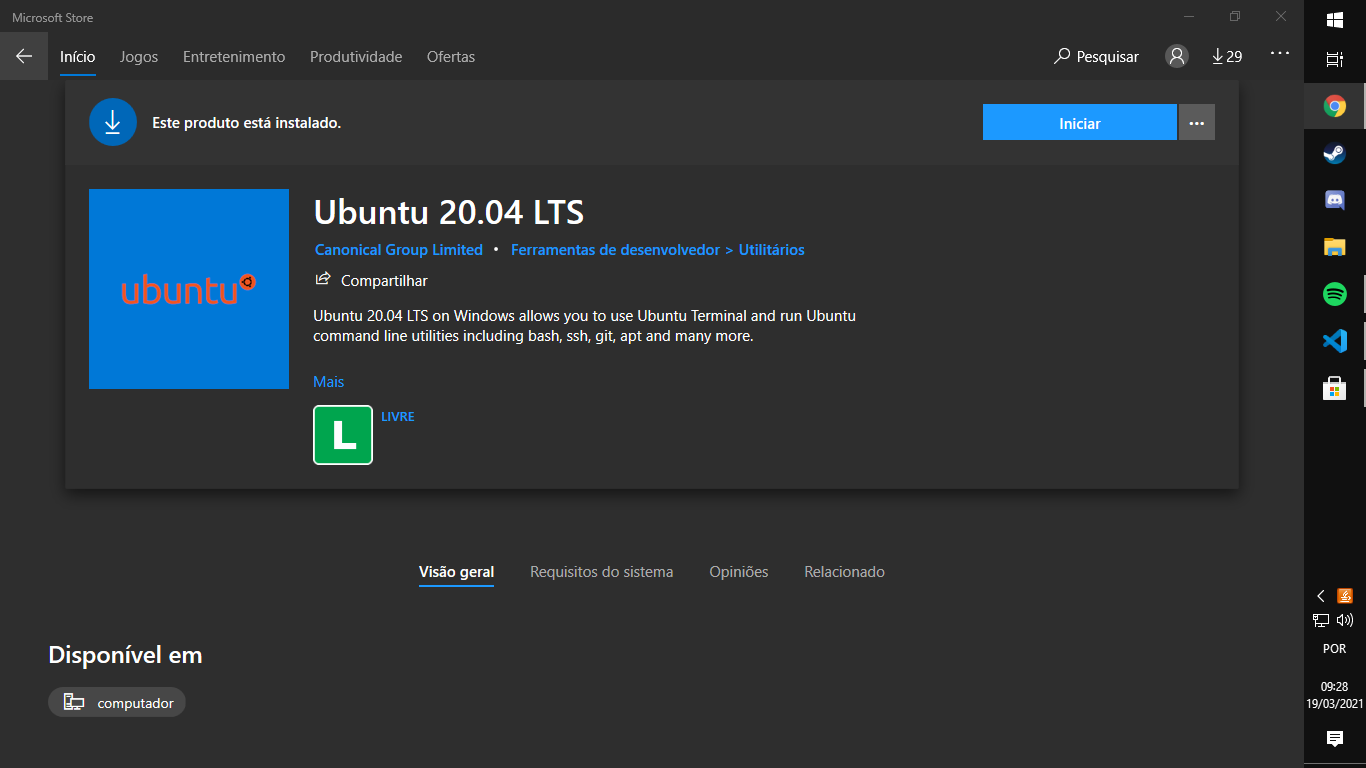 Microsoft Store
Início Jogos Entretenimento Produtividade Ofertas Pesquisar 29
Este produto está instalado. Iniciar
ubuntu
Ubuntu 20.04 LTS
Canonical Group Limited • Ferramentas de desenvolvedor > Utilitários
Compartilhar
Ubuntu 20.04 LTS on Windows allows you to use Ubuntu Terminal and run Ubuntu
command line utilities including bash, ssh, git, apt and many more.
Mais
L LIVRE
Visão geral Requisitos do sistema Opiniões Relacionado
Disponível em
computador
POR
09:28
19/03/2021